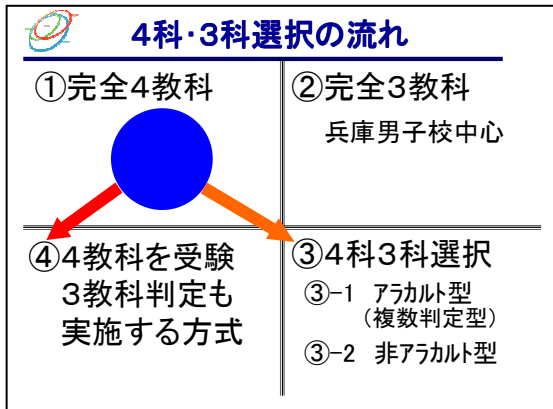 4科・3科選択の流れ
①完全4教科
②完全3教科
兵庫男子校中心
④4教科を受験
3教科判定も
実施する方式
③4科3科選択
③-1 アラカルト型
（複数判定型）
③-2 非アラカルト型